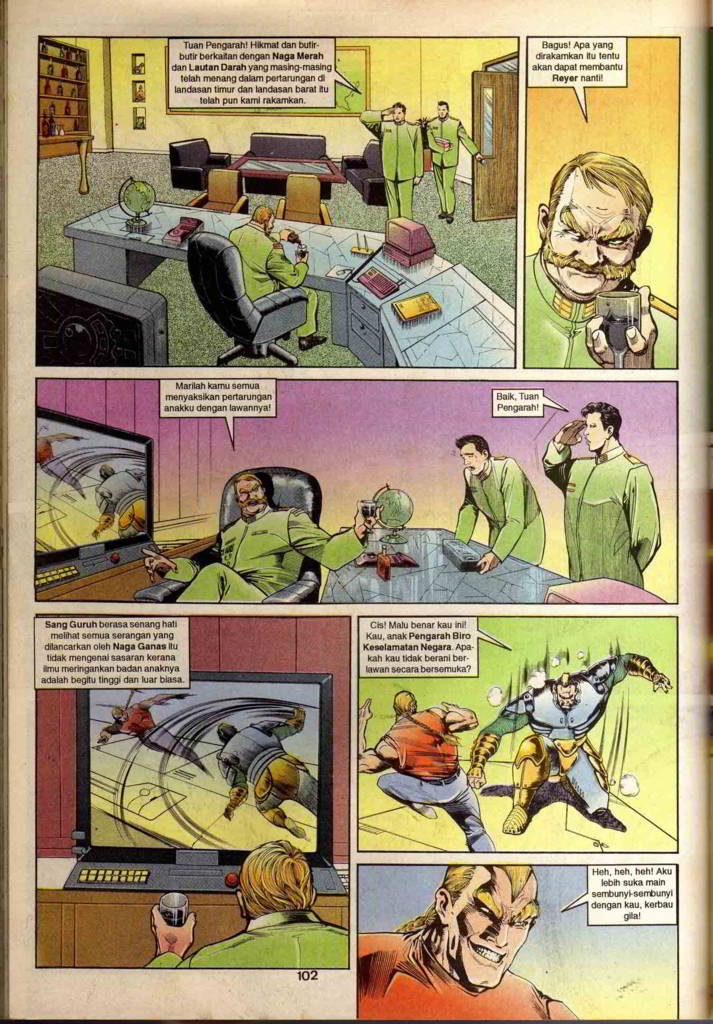 Tuan Pengarah! Hikmat dan butir-
butir berkaitan dengan Naga Merah
dan Lautan Darah yang masing-masing
telah menang dalam pertarungan di
landasan timur dan landasan barat itu
telah pun kami rakamkan.
Bagus! Apa yang
dirakamkan itu tentu
akan dapat membantu
Reyer nanti!
Marilah kamu semua
menyaksikan pertarungan
anakku dengan lawannya!
Baik, Tuan
Pengarah!
Sang Guruh berasa senang hati
melihat semua serangan yang
dilancarkan oleh Naga Ganas itu
tidak mengenai sasaran kerana
ilmu meringankan badan anaknya
adalah begitu tinggi dan luar biasa.
Cis! Malu benar kau ini!
Kau, anak Pengarah Biro
Keselamatan Negara. Apa-
kah kau tidak berani ber-
lawan secara bersemuka?
Heh, heh, heh! Aku
lebih suka main
sembunyi-sembunyi
dengan kau, kerbau
gila!
102